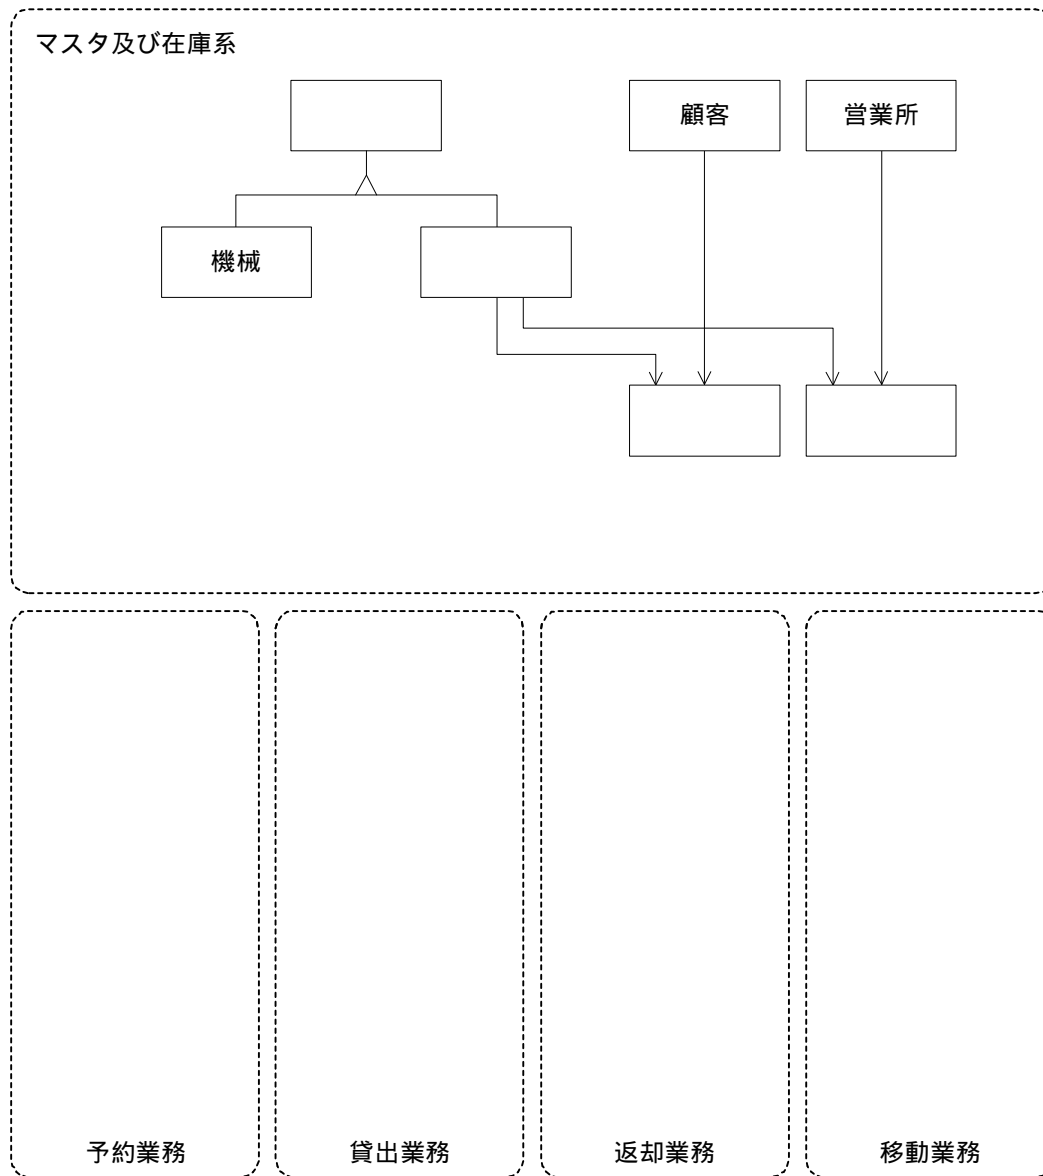 マスタ及び在庫系
顧客
営業所
機械
予約業務
貸出業務
返却業務
移動業務